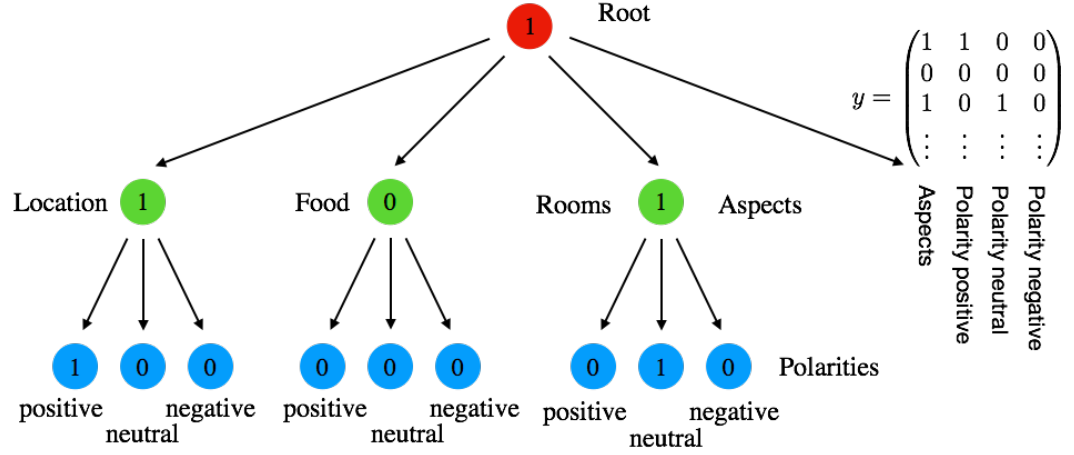 1 Root
y = 1 1 0 0
0 0 0 0
1 0 1 0
⋮ ⋮ ⋮ ⋮
Location 1 Food 0 Rooms 1 Aspects
Aspects
Polarity positive
Polarity neutral
Polarity negative
1 0 0 0 0 0 0 1 0 Polarities
positive negative positive negative positive negative
neutral neutral neutral